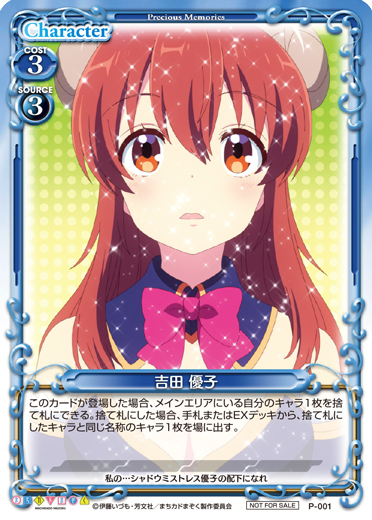 Precious Memories
Character
COST
3
SOURCE
3
吉田 優子
このカードが登場した場合、メインエリアにいる自分のキャラ1枚を捨
て札にできる。捨て札にした場合、手札またはEXデッキから、捨て札
にしたキャラと同じ名称のキャラ1枚を場に出す。
私の…シャドウミストレス優子の配下になれ
©伊藤いづも・芳文社／まちカドまぞく製作委員会
NOT FOR SALE
P-001